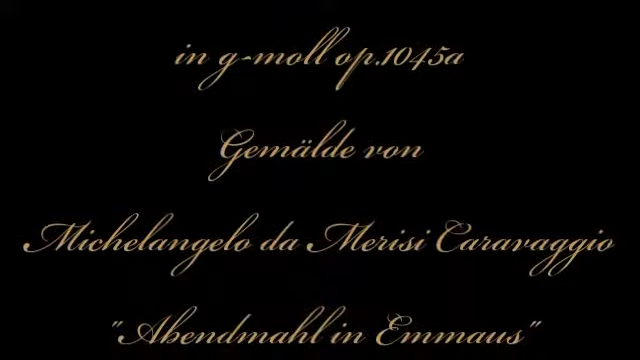 in g-moll op.1045a
Gemälde von
Michelangelo da Merisi Caravaggio
"Abendmahl in Emmaus"